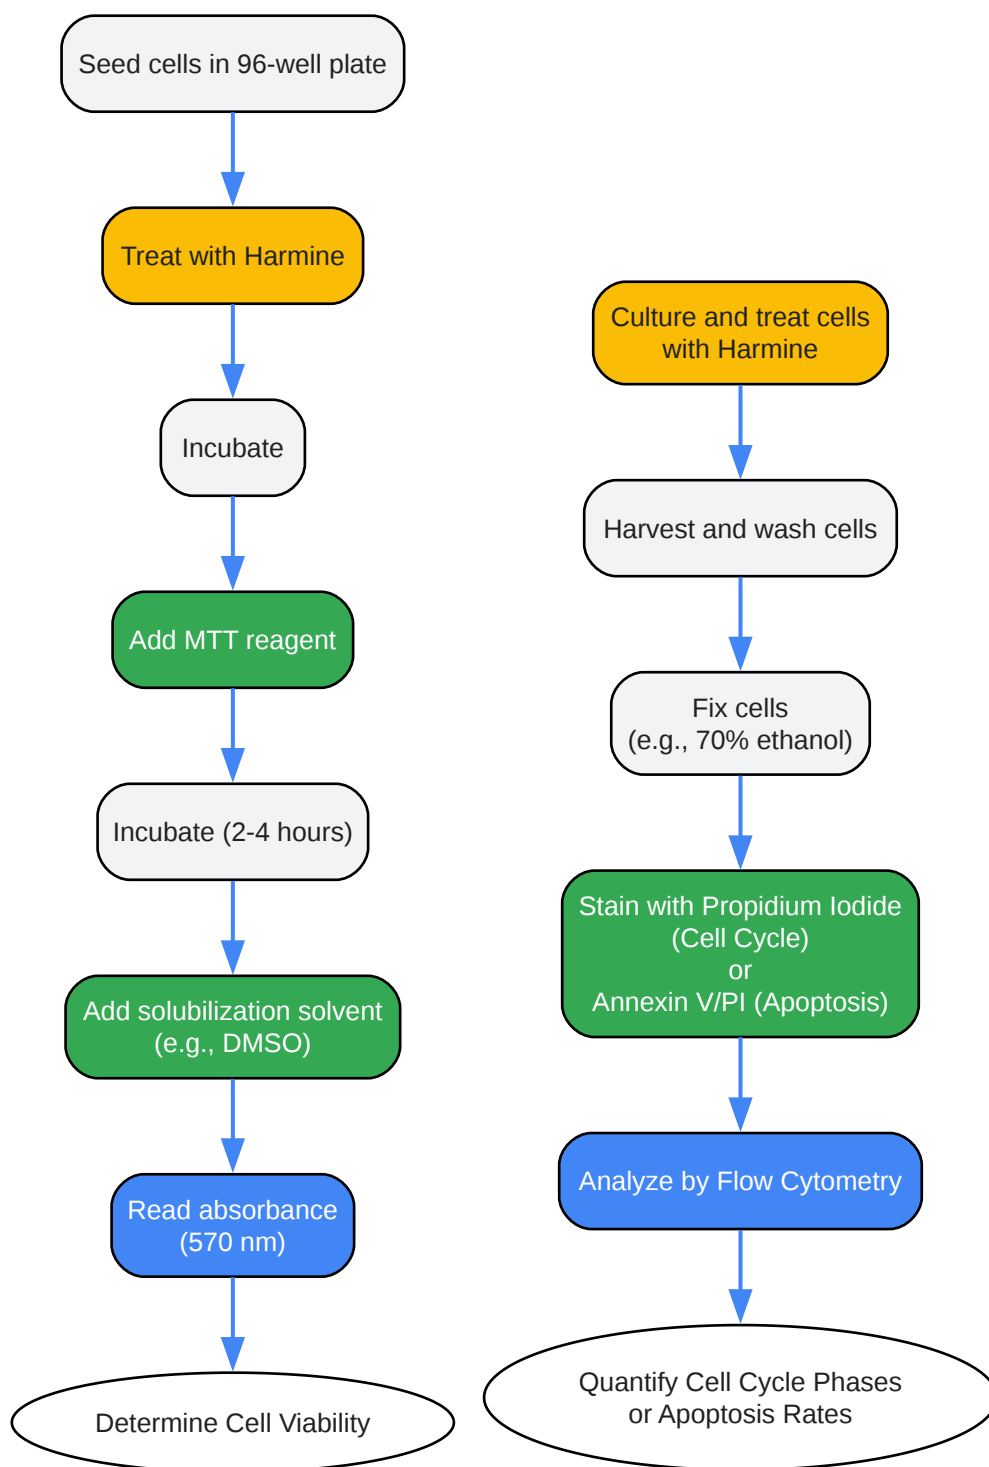 Seed cells in 96-well plate
Treat with Harmine
Incubate
Add MTT reagent
Incubate (2-4 hours)
Add solubilization solvent
(e.g., DMSO)
Read absorbance
(570 nm)
Determine Cell Viability
Culture and treat cells
with Harmine
Harvest and wash cells
Fix cells
(e.g., 70% ethanol)
Stain with Propidium Iodide
(Cell Cycle)
or
Annexin V/PI (Apoptosis)
Analyze by Flow Cytometry
Quantify Cell Cycle Phases
or Apoptosis Rates